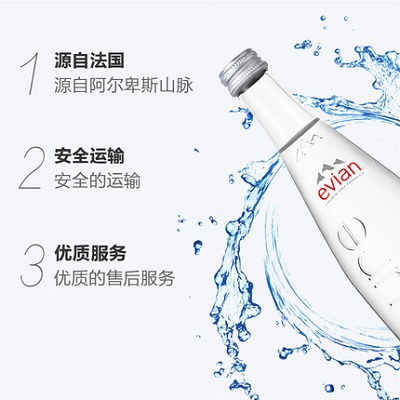 1
源自法国
源自阿尔卑斯山脉
2
安全运输
安全的运输
3
优质服务
优质的售后服务
evian